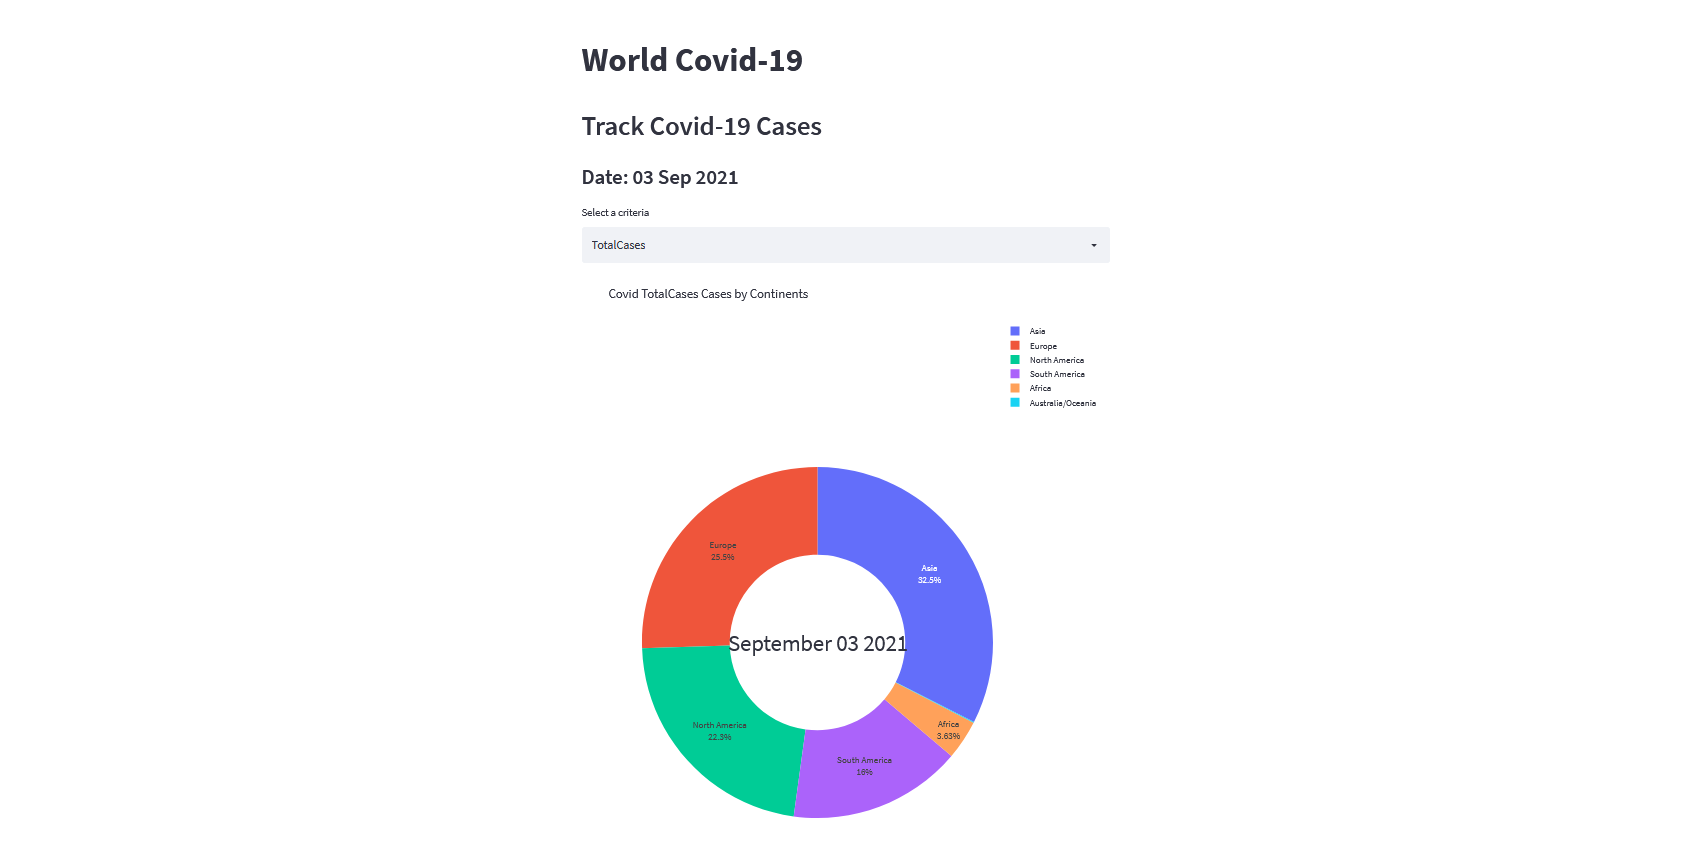 World Covid-19
Track Covid-19 Cases
Date: 03 Sep 2021
Select a criteria
TotalCases
Covid TotalCases Cases by Continents
Asia
Europe
North America
South America
Africa
Australia/Oceania
Europe
25.5%
Asia
32.5%
September 03 2021
North America
22.3%
Africa
3.63%
South America
16%